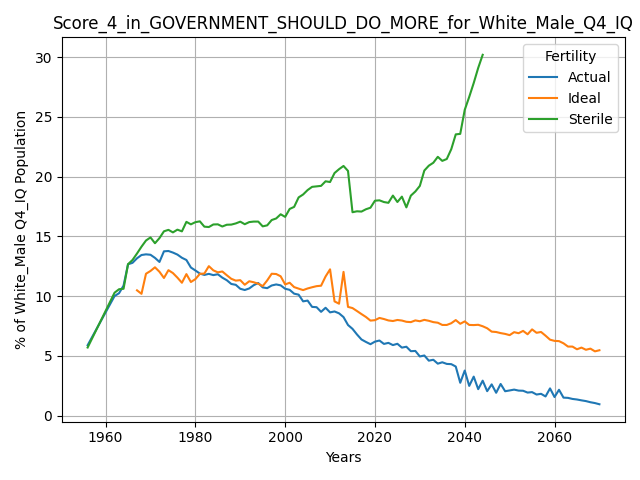 Score_4_in_GOVERNMENT_SHOULD_DO_MORE_for_White_Male_Q4_IQ
% of White_Male Q4_IQ Population
30
25
20
15
10
5
0
Fertility
Actual
Ideal
Sterile
1960
1980
2000
2020
2040
2060
Years